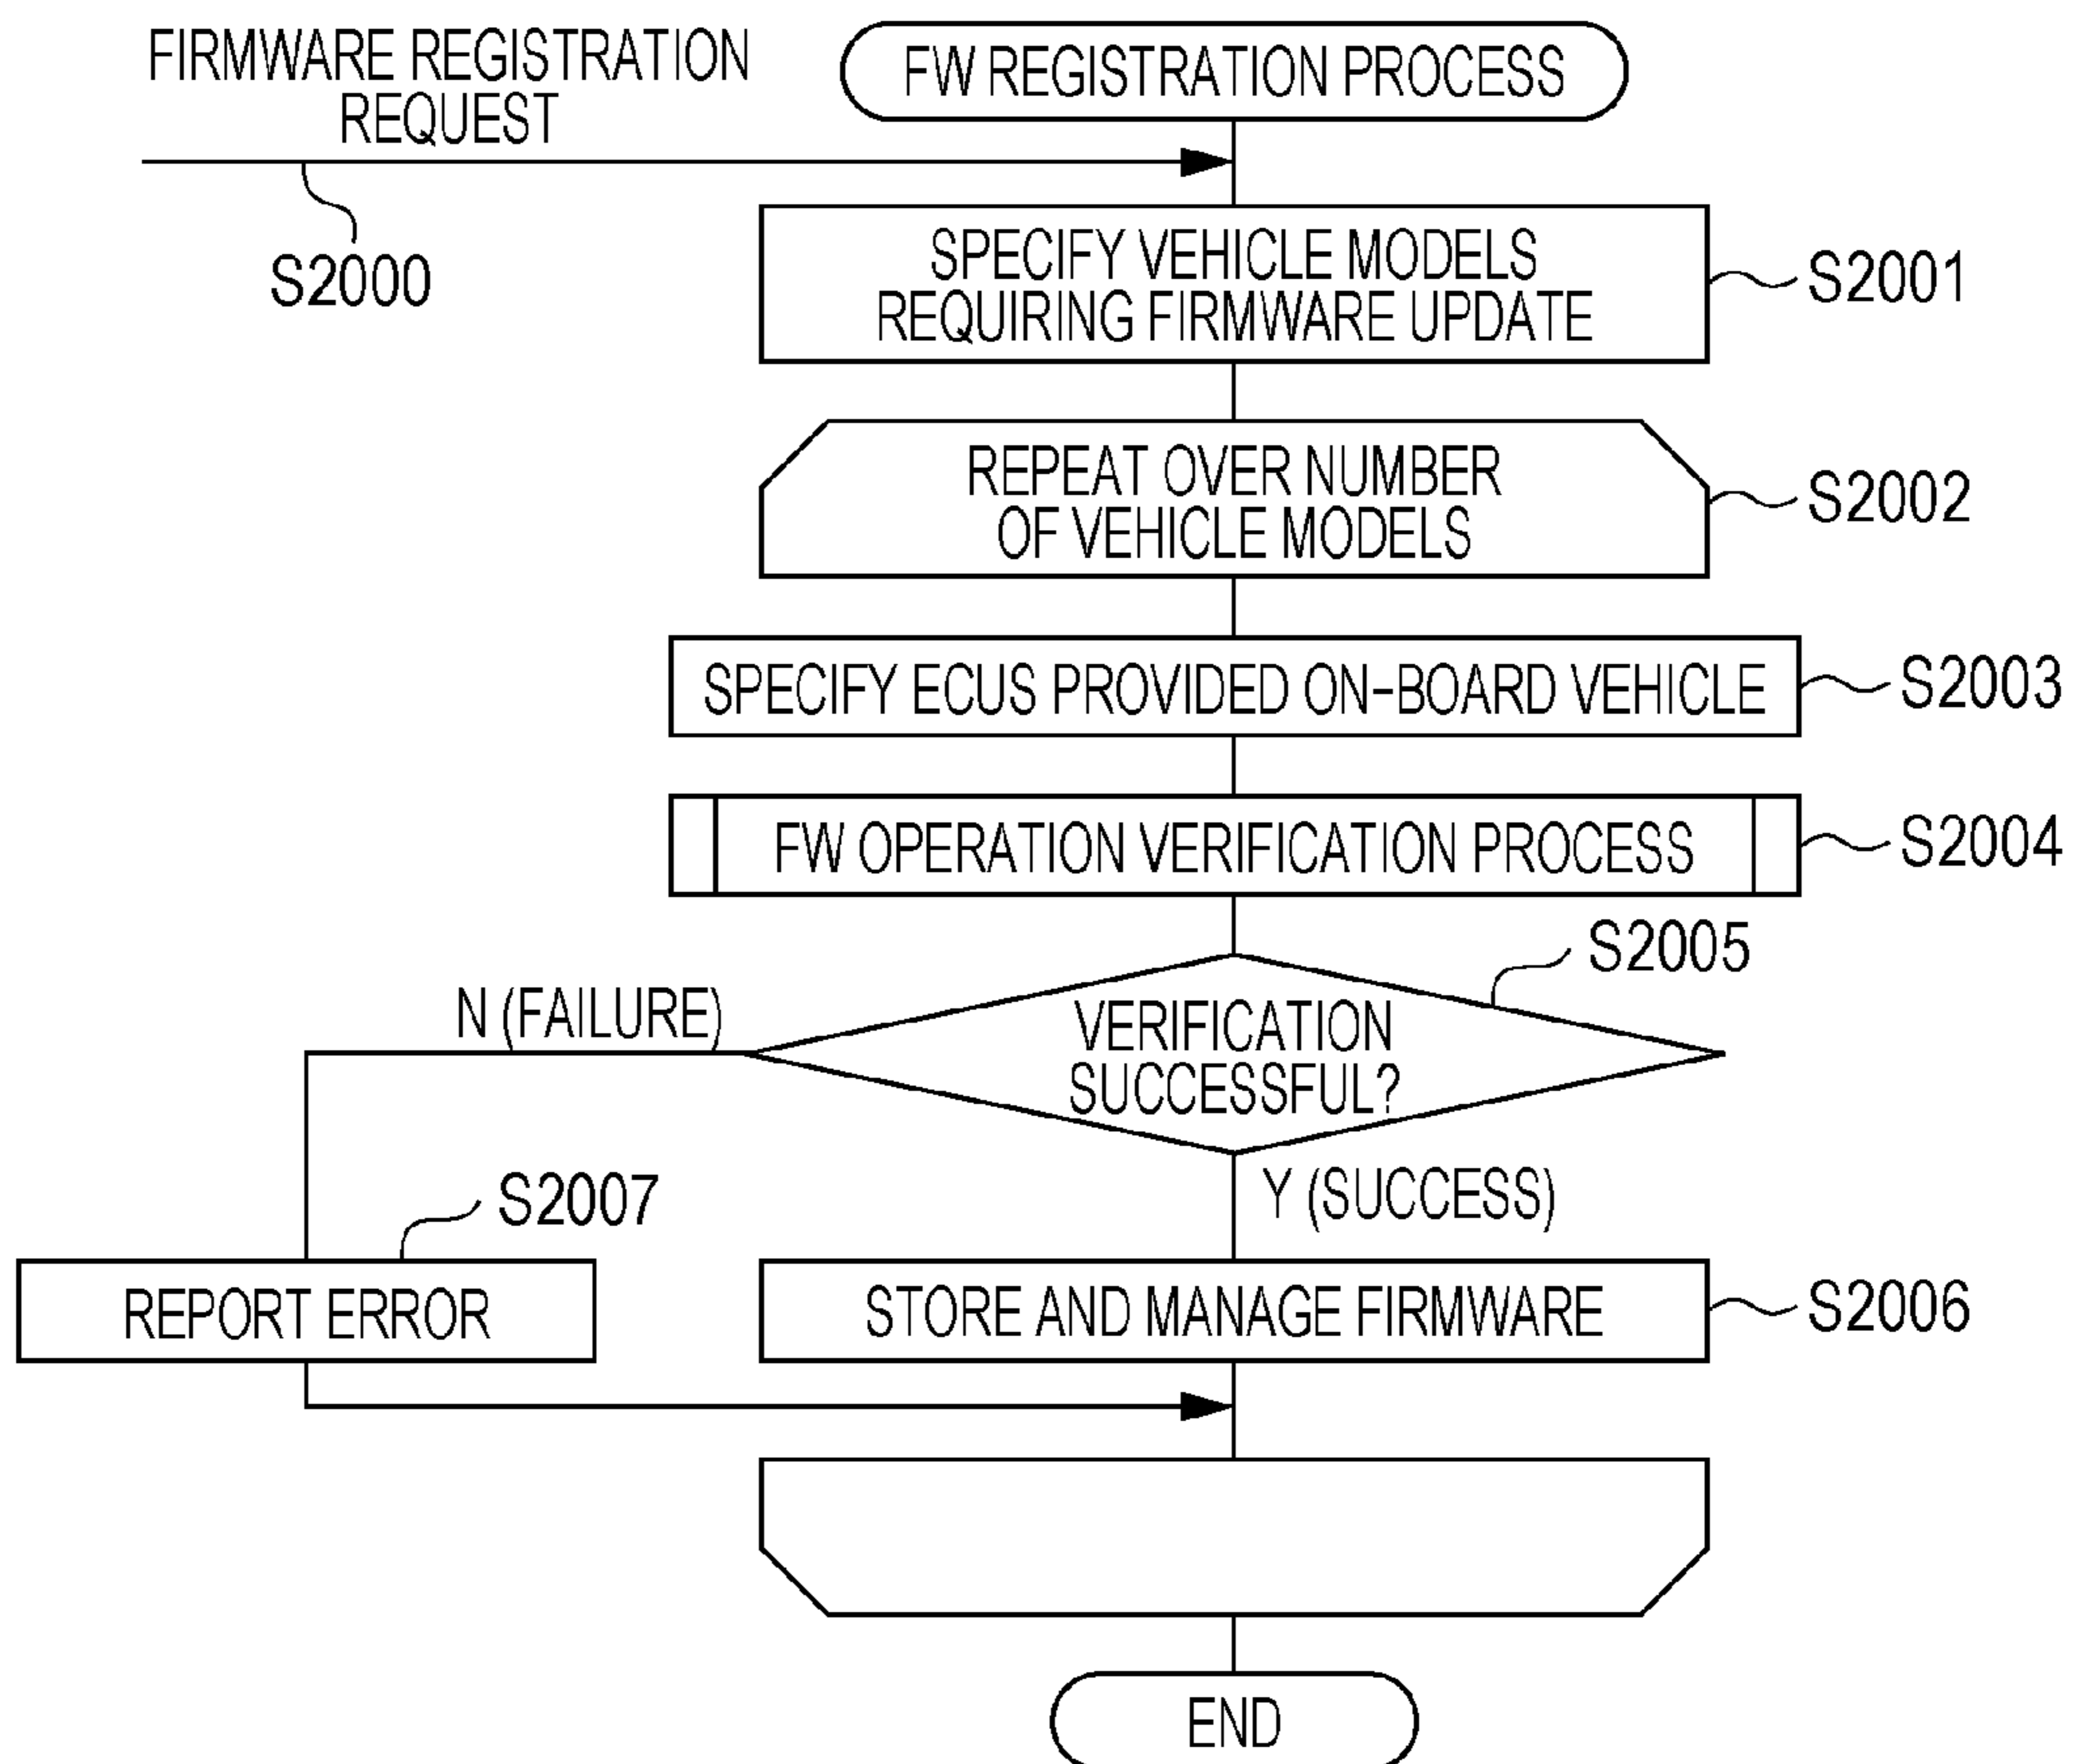 FIRMWARE REGISTRATION
REQUEST
S2000
FW REGISTRATION PROCESS
SPECIFY VEHICLE MODELS
REQUIRING FIRMWARE UPDATE
S2001
REPEAT OVER NUMBER
OF VEHICLE MODELS
S2002
SPECIFY ECUS PROVIDED ON-BOARD VEHICLE
S2003
FW OPERATION VERIFICATION PROCESS
S2004
S2005
VERIFICATION
SUCCESSFUL?
N (FAILURE)
Y (SUCCESS)
S2007
REPORT ERROR
STORE AND MANAGE FIRMWARE
S2006
END